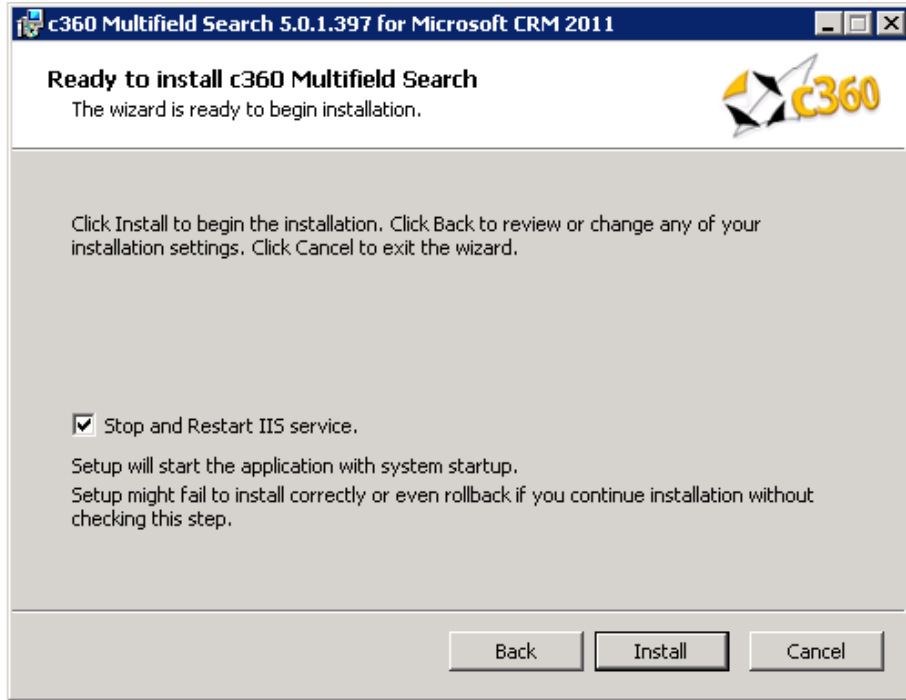 c360 Multifield Search 5.0.1.397 for Microsoft CRM 2011
Ready to install c360 Multifield Search
The wizard is ready to begin installation.
c360
Click Install to begin the installation. Click Back to review or change any of your
installation settings. Click Cancel to exit the wizard.
Stop and Restart IIS service.
Setup will start the application with system startup.
Setup might fail to install correctly or even rollback if you continue installation without
checking this step.
Back Install Cancel